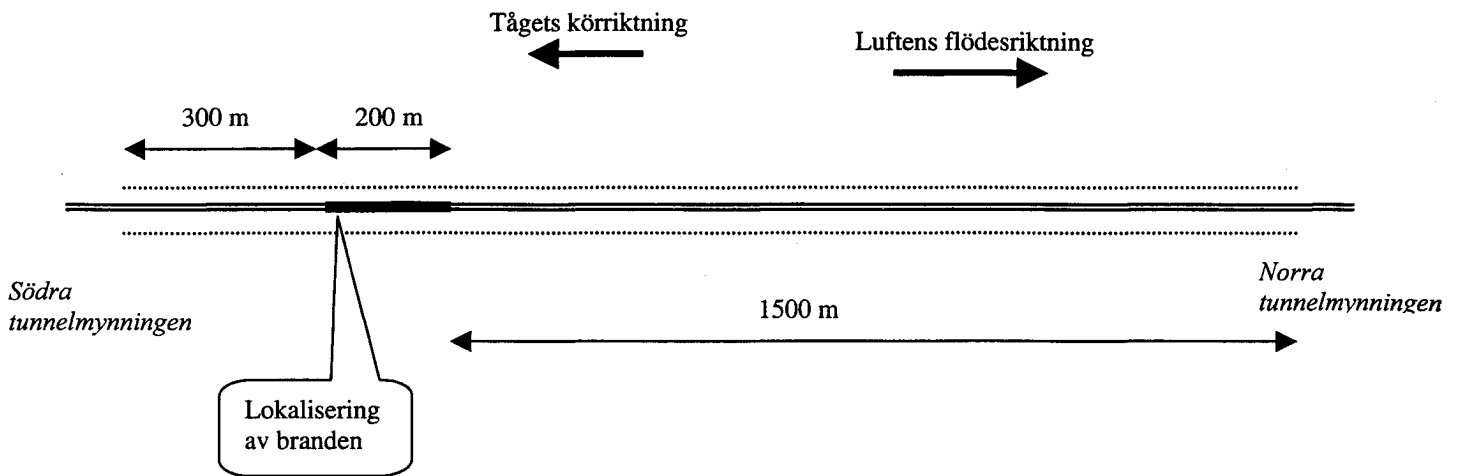 Tågets körriktning
Luftens flödesriktning
300 m
200 m
Södra
tunnelmynningen
Norra
tunnelmynningen
1500 m
Lokalisering
av branden